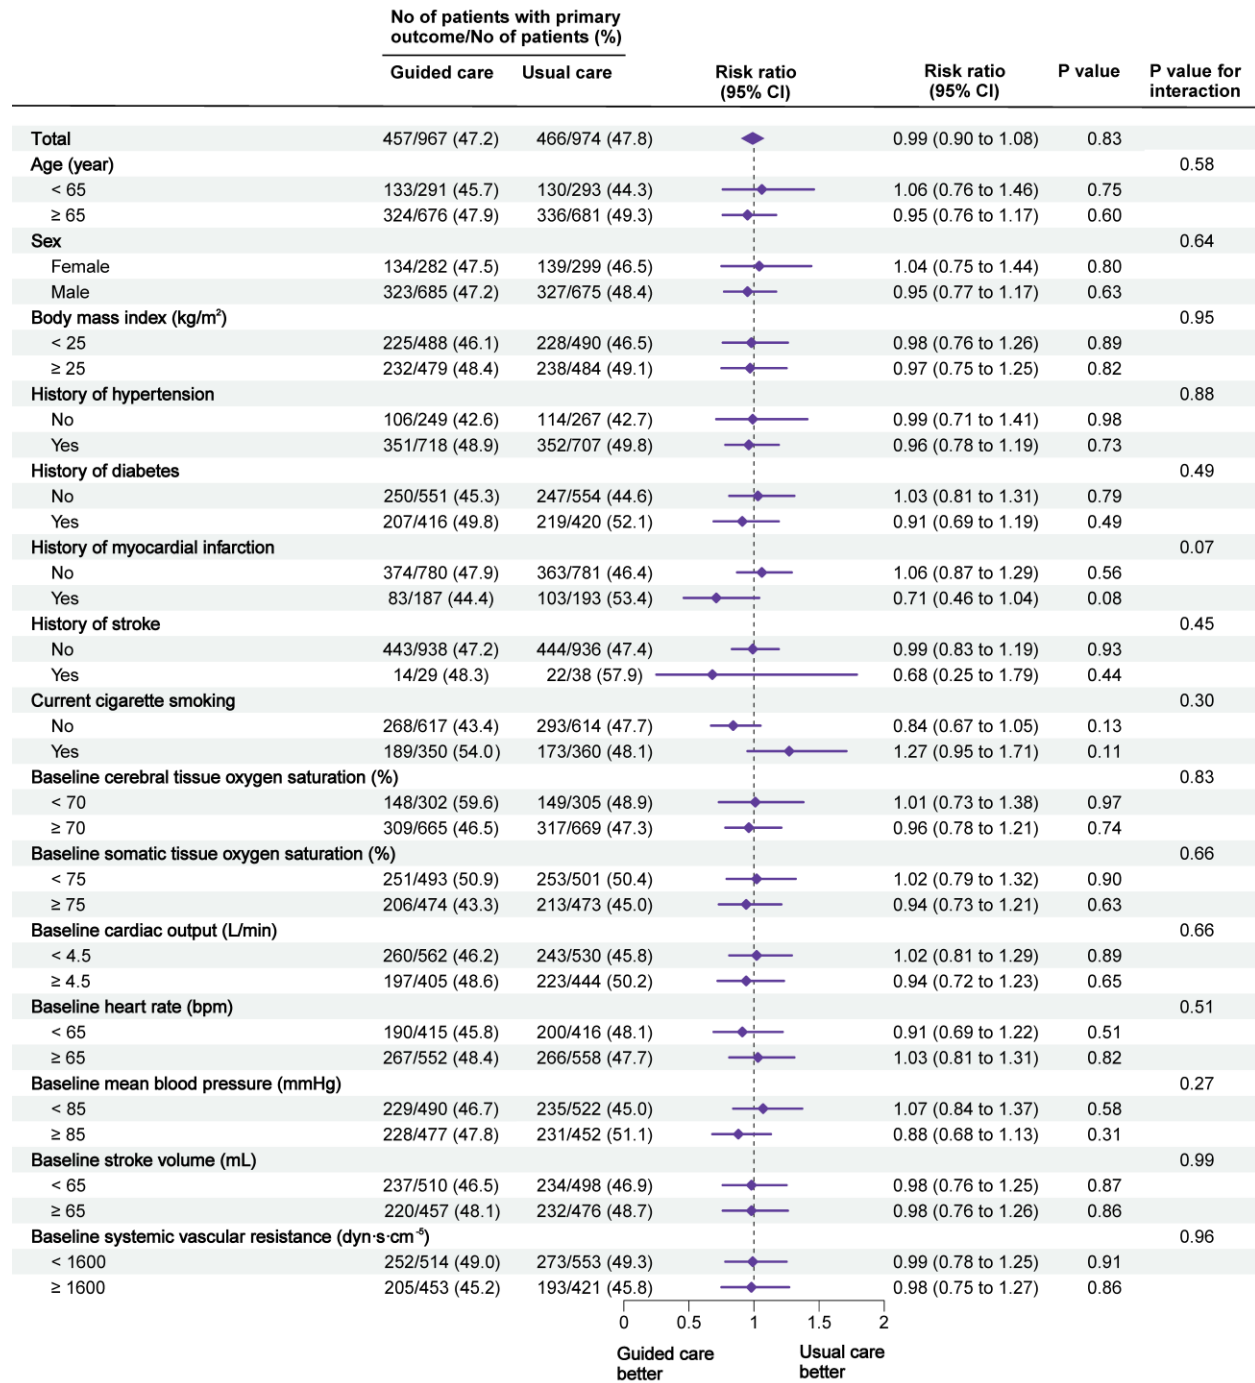 No of patients with primary
outcome/No of patients (%)
Guided care Usual care Risk ratio (95% CI) Risk ratio (95% CI) P value P value for interaction
Total 457/967 (47.2) 466/974 (47.8) 0.99 (0.90 to 1.08) 0.83
Age (year) 0.58
< 65 133/291 (45.7) 130/293 (44.3) 1.06 (0.76 to 1.46) 0.75
≥ 65 324/676 (47.9) 336/681 (49.3) 0.95 (0.76 to 1.17) 0.60
Sex 0.64
Female 134/282 (47.5) 139/299 (46.5) 1.04 (0.75 to 1.44) 0.80
Male 323/685 (47.2) 327/675 (48.4) 0.95 (0.77 to 1.17) 0.63
Body mass index (kg/m²) 0.95
< 25 225/488 (46.1) 228/490 (46.5) 0.98 (0.76 to 1.26) 0.89
≥ 25 232/479 (48.4) 238/484 (49.1) 0.97 (0.75 to 1.25) 0.82
History of hypertension 0.88
No 106/249 (42.6) 114/267 (42.7) 0.99 (0.71 to 1.41) 0.98
Yes 351/718 (48.9) 352/707 (49.8) 0.96 (0.78 to 1.19) 0.73
History of diabetes 0.49
No 250/551 (45.3) 247/554 (44.6) 1.03 (0.81 to 1.31) 0.79
Yes 207/416 (49.8) 219/420 (52.1) 0.91 (0.69 to 1.19) 0.49
History of myocardial infarction 0.07
No 374/780 (47.9) 363/781 (46.4) 1.06 (0.87 to 1.29) 0.56
Yes 83/187 (44.4) 103/193 (53.4) 0.71 (0.46 to 1.04) 0.08
History of stroke 0.45
No 443/938 (47.2) 444/936 (47.4) 0.99 (0.83 to 1.19) 0.93
Yes 14/29 (48.3) 22/38 (57.9) 0.68 (0.25 to 1.79) 0.44
Current cigarette smoking 0.30
No 268/617 (43.4) 293/614 (47.7) 0.84 (0.67 to 1.05) 0.13
Yes 189/350 (54.0) 173/360 (48.1) 1.27 (0.95 to 1.71) 0.11
Baseline cerebral tissue oxygen saturation (%) 0.83
< 70 148/302 (59.6) 149/305 (48.9) 1.01 (0.73 to 1.38) 0.97
≥ 70 309/665 (46.5) 317/669 (47.3) 0.96 (0.78 to 1.21) 0.74
Baseline somatic tissue oxygen saturation (%) 0.66
< 75 251/493 (50.9) 253/501 (50.4) 1.02 (0.79 to 1.32) 0.90
≥ 75 206/474 (43.3) 213/473 (45.0) 0.94 (0.73 to 1.21) 0.63
Baseline cardiac output (L/min) 0.66
< 4.5 260/562 (46.2) 243/530 (45.8) 1.02 (0.81 to 1.29) 0.89
≥ 4.5 197/405 (48.6) 223/444 (50.2) 0.94 (0.72 to 1.23) 0.65
Baseline heart rate (bpm) 0.51
< 65 190/415 (45.8) 200/416 (48.1) 0.91 (0.69 to 1.22) 0.51
≥ 65 267/552 (48.4) 266/558 (47.7) 1.03 (0.81 to 1.31) 0.82
Baseline mean blood pressure (mmHg) 0.27
< 85 229/490 (46.7) 235/522 (45.0) 1.07 (0.84 to 1.37) 0.58
≥ 85 228/477 (47.8) 231/452 (51.1) 0.88 (0.68 to 1.13) 0.31
Baseline stroke volume (mL) 0.99
< 65 237/510 (46.5) 234/498 (46.9) 0.98 (0.76 to 1.25) 0.87
≥ 65 220/457 (48.1) 232/476 (48.7) 0.98 (0.76 to 1.26) 0.86
Baseline systemic vascular resistance (dyn·s·cm⁻⁵) 0.96
< 1600 252/514 (49.0) 273/553 (49.3) 0.99 (0.78 to 1.25) 0.91
≥ 1600 205/453 (45.2) 193/421 (45.8) 0.98 (0.75 to 1.27) 0.86
0 0.5 1 1.5 2
Guided care better Usual care better